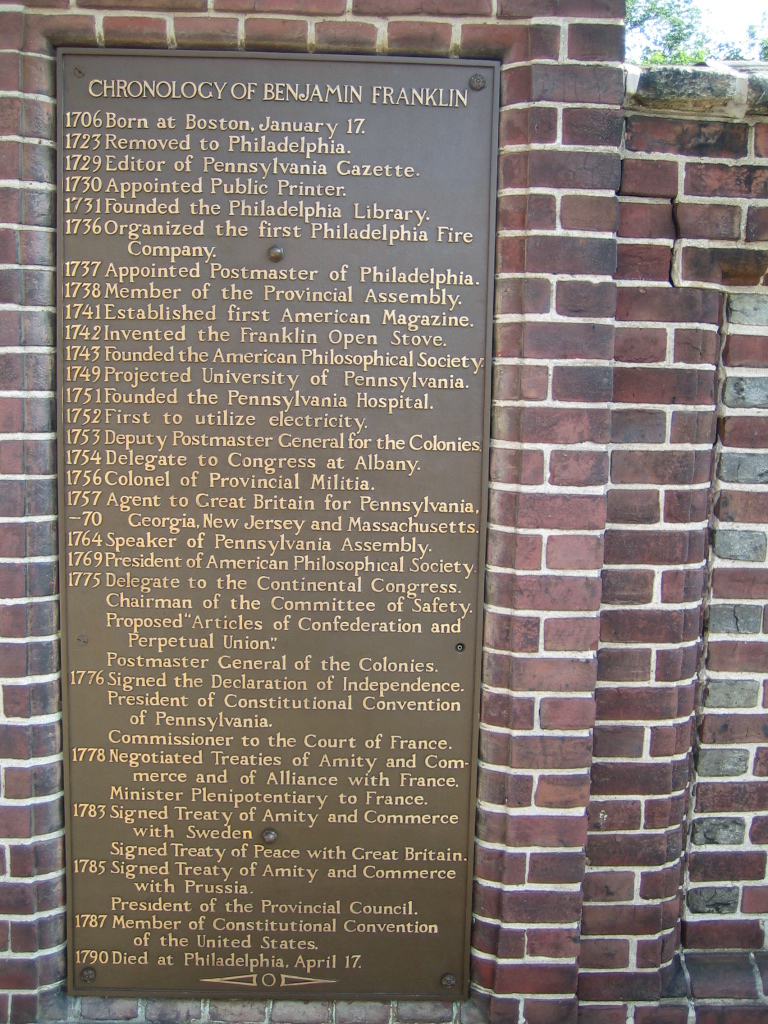 CHRONOLOGY OF BENJAMIN FRANKLIN
1706 Born at Boston, January 17.
1723 Removed to Philadelphia.
1729 Editor of Pennsylvania Gazette.
1730 Appointed Public Printer.
1731 Founded the Philadelphia Library.
1736 Organized the first Philadelphia Fire
Company.
1737 Appointed Postmaster of Philadelphia.
1738 Member of the Provincial Assembly.
1741 Established first American Magazine.
1742 Invented the Franklin Open Stove.
1743 Founded the American Philosophical Society.
1749 Projected University of Pennsylvania.
1751 Founded the Pennsylvania Hospital.
1752 First to utilize electricity.
1753 Deputy Postmaster General for the Colonies.
1754 Delegate to Congress at Albany.
1756 Colonel of Provincial Militia.
1757 Agent to Great Britain for Pennsylvania,
-70 Georgia, New Jersey and Massachusetts.
1764 Speaker of Pennsylvania Assembly.
1769 President of American Philosophical Society.
1775 Delegate to the Continental Congress.
Chairman of the Committee of Safety.
Proposed "Articles of Confederation and
Perpetual Union."
Postmaster General of the Colonies.
1776 Signed the Declaration of Independence.
President of Constitutional Convention
of Pennsylvania.
Commissioner to the Court of France.
1778 Negotiated Treaties of Amity and Com-
merce and of Alliance with France.
Minister Plenipotentiary to France.
1783 Signed Treaty of Amity and Commerce
with Sweden
Signed Treaty of Peace with Great Britain.
1785 Signed Treaty of Amity and Commerce
with Prussia.
President of the Provincial Council.
1787 Member of Constitutional Convention
of the United States.
1790 Died at Philadelphia, April 17.